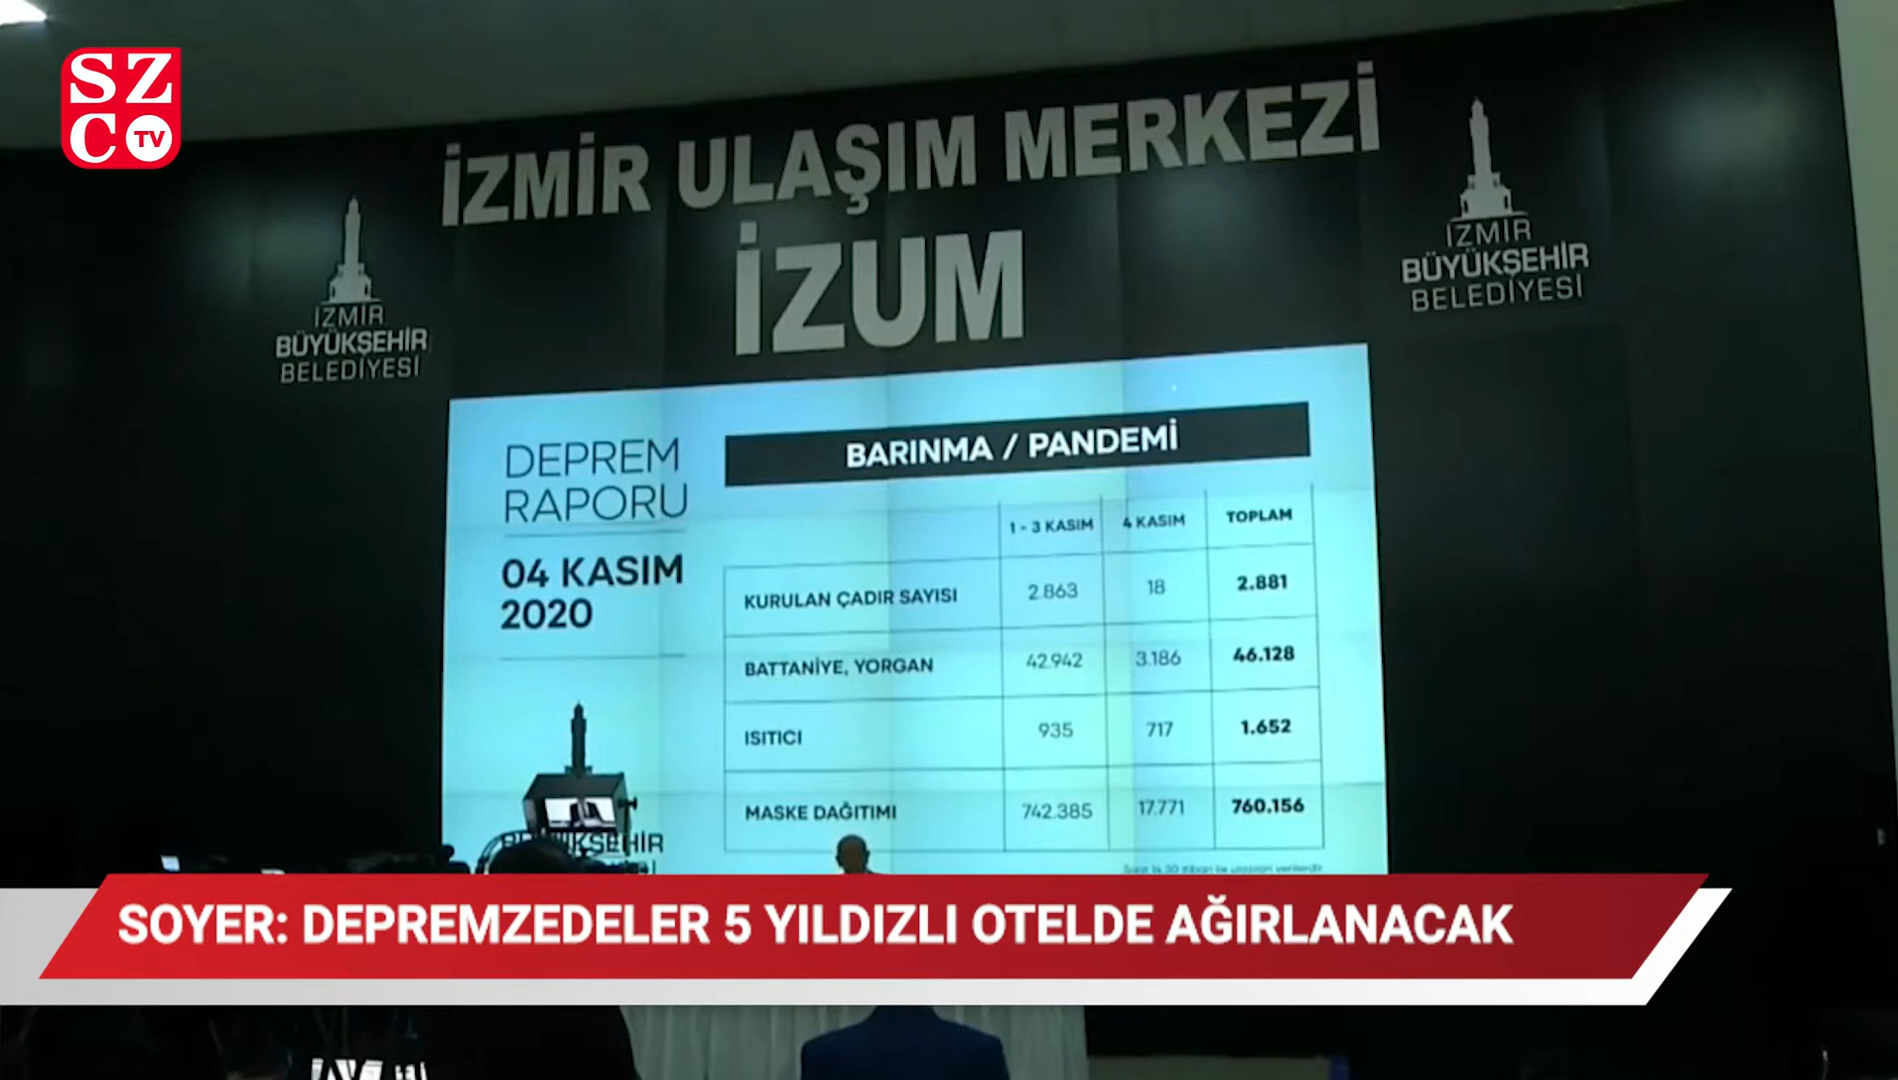 SZ
C TV
İZMİR ULAŞIM MERKEZİ
İZUM
İZMİR
BÜYÜKŞEHİR
BELEDİYESİ
İZMİR
BÜYÜKŞEHİR
BELEDİYESİ
DEPREM
RAPORU
04 KASIM
2020
BARINMA / PANDEMİ
1 - 3 KASIM 4 KASIM TOPLAM
KURULAN ÇADIR SAYISI 2.863 18 2.881
BATTANİYE, YORGAN 42.942 3.186 46.128
ISITICI 935 717 1.652
MASKE DAĞITIMI 742.385 17.771 760.156
SOYER: DEPREMZEDELER 5 YILDIZLI OTELDE AĞIRLANACAK